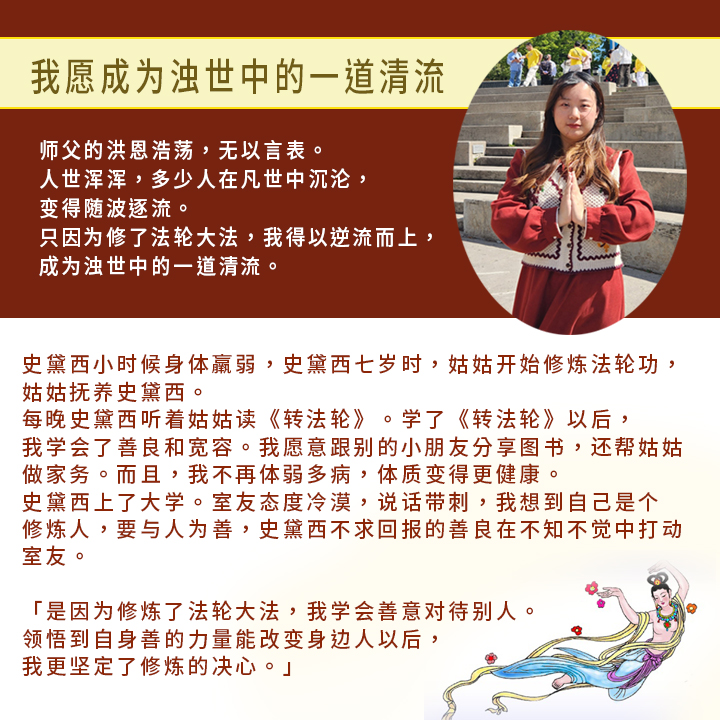 我愿成为浊世中的一道清流
师父的洪恩浩荡，无以言表。
人世浑浑，多少人在凡世中沉沦，
变得随波逐流。
只因为修了法轮大法，我得以逆流而上，
成为浊世中的一道清流。
史黛西小时候身体羸弱，史黛西七岁时，姑姑开始修炼法轮功，
姑姑抚养史黛西。
每晚史黛西听着姑姑读《转法轮》。学了《转法轮》以后，
我学会了善良和宽容。我愿意跟别的小朋友分享图书，还帮姑姑
做家务。而且，我不再体弱多病，体质变得更健康。
史黛西上了大学。室友态度冷漠，说话带刺，我想到自己是个
修炼人，要与人为善，史黛西不求回报的善良在不知不觉中打动
室友。
「是因为修炼了法轮大法，我学会善意对待别人。
领悟到自身善的力量能改变身边人以后，
我更坚定了修炼的决心。」